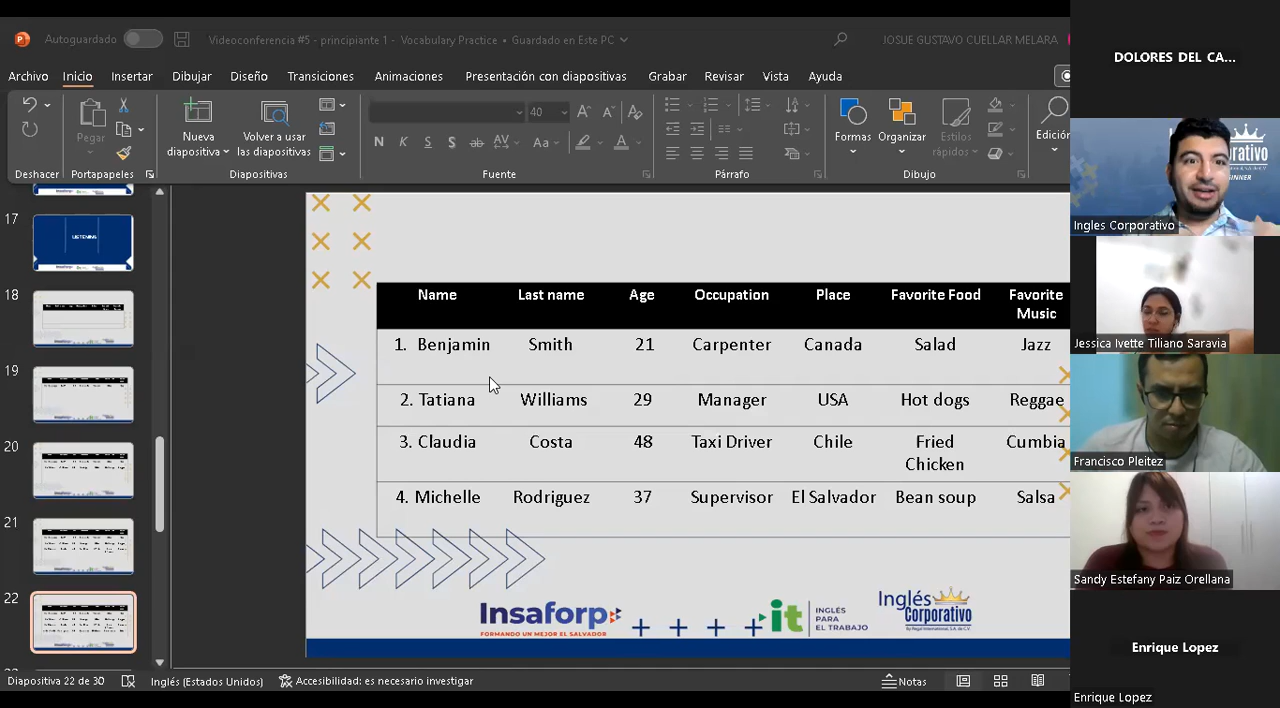 Autoguardado
Videoconferencia #5 - principiante 1 - Vocabulary Practice • Guardado en Este PC
JOSUE GUSTAVO CUELLAR MELARA
Archivo Inicio Insertar Dibujar Diseño Transiciones Animaciones Presentación con diapositivas Grabar Revisar Vista Ayuda
40
Pegar
Nueva diapositiva
Volver a usar las diapositivas
N K S S ab AV Aa A
Formas
Organizar
Estilos rápidos
Edición
Deshacer Portapapeles Diapositivas Fuente Párrafo Dibujo
17
LISTENING
18
19
20
21
22
Name Last name Age Occupation Place Favorite Food Favorite Music
1. Benjamin Smith 21 Carpenter Canada Salad Jazz
2. Tatiana Williams 29 Manager USA Hot dogs Reggae
3. Claudia Costa 48 Taxi Driver Chile Fried Chicken Cumbia
4. Michelle Rodriguez 37 Supervisor El Salvador Bean soup Salsa
Insaforp
FORMANDO UN MEJOR EL SALVADOR
it
INGLÉS
PARA EL
TRABAJO
Inglés
Corporativo
Diapositiva 22 de 30
Inglés (Estados Unidos)
Accesibilidad: es necesario investigar
Notas
DOLORES DEL CA...
Ingles Corporativo
Jessica Ivette Tiliano Saravia
Francisco Pleitez
Sandy Estefany Paiz Orellana
Enrique Lopez
Enrique Lopez